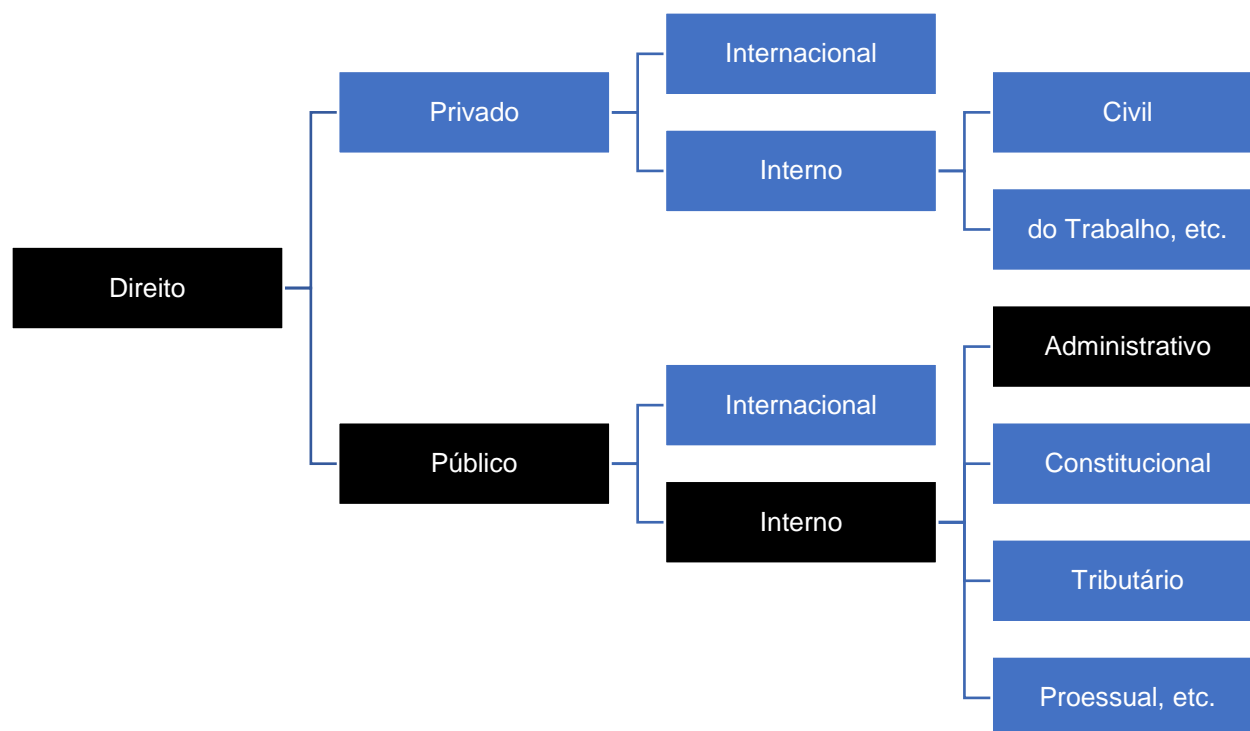 Direito
Privado
Internacional
Interno
Civil
do Trabalho, etc.
Público
Internacional
Interno
Administrativo
Constitucional
Tributário
Proessual, etc.